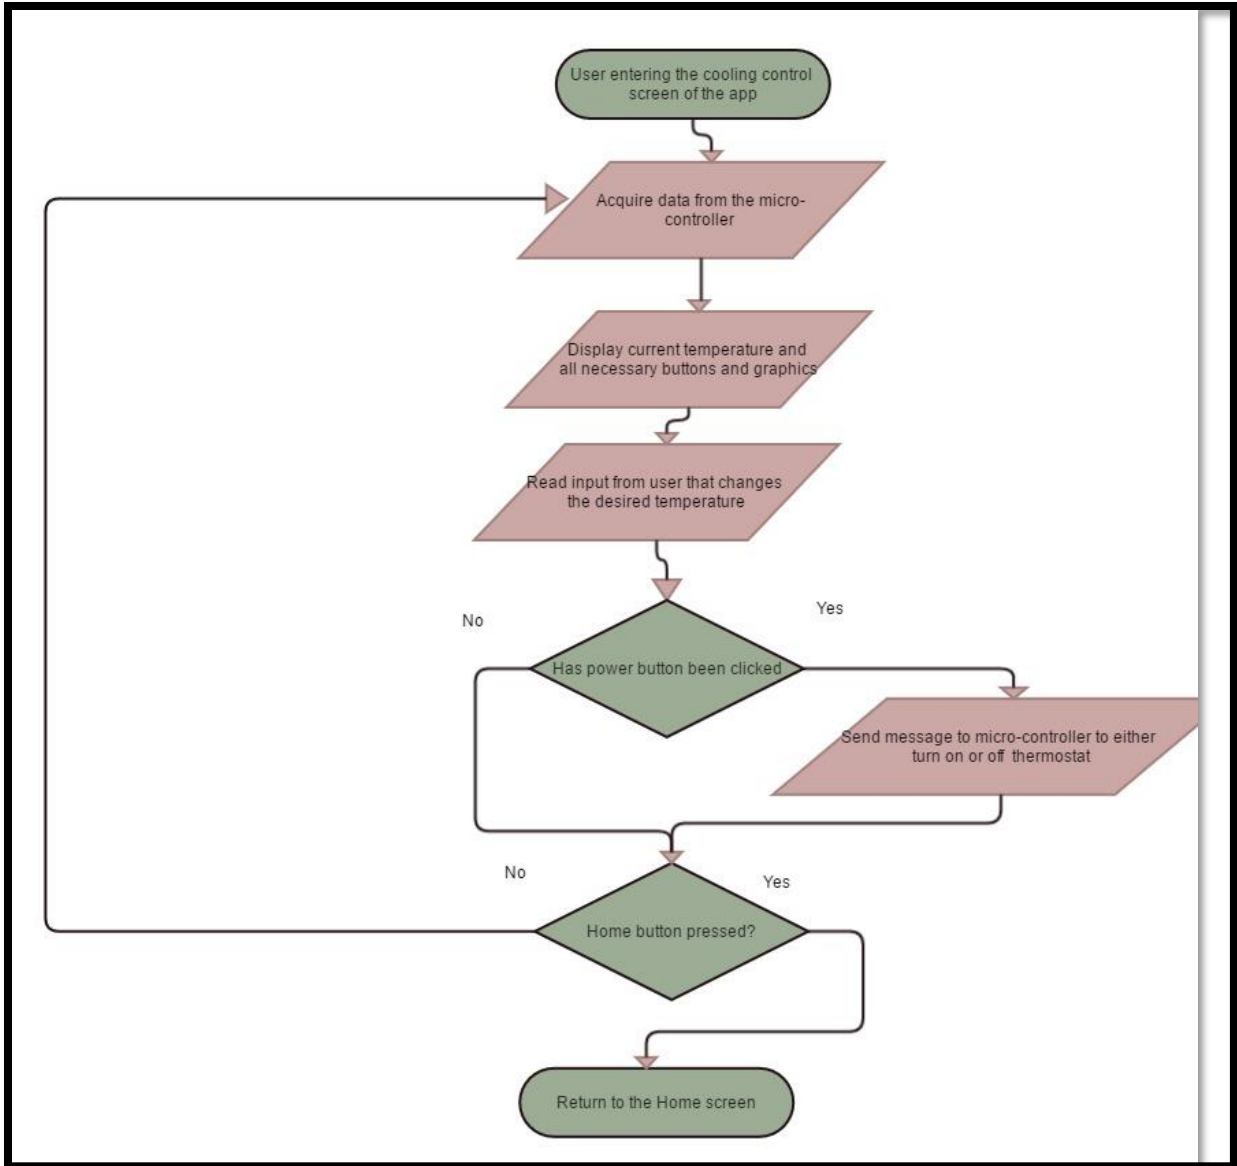 User entering the cooling control
screen of the app
Acquire data from the micro-
controller
Display current temperature and
all necessary buttons and graphics
Read input from user that changes
the desired temperature
No
Yes
Has power button been clicked
Send message to micro-controller to either
turn on or off thermostat
No
Yes
Home button pressed?
Return to the Home screen